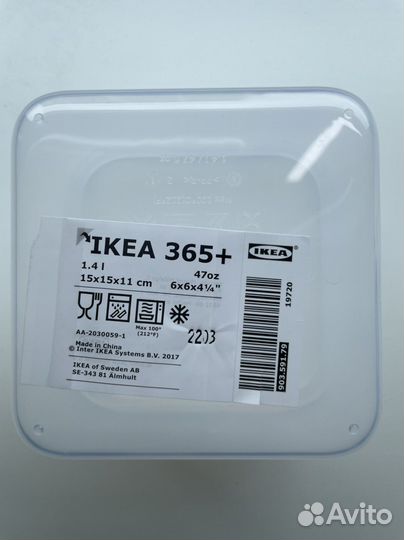 IKEA 365+
IKEA
1.4 l 47oz
15x15x11 cm 6x6x4¼"
Max 100°
(212°F)
AA-2030059-1
2203
Made in China
© Inter IKEA Systems B.V. 2017
IKEA of Sweden AB
SE-343 81 Älmhult
19720
903.591.79
Avito